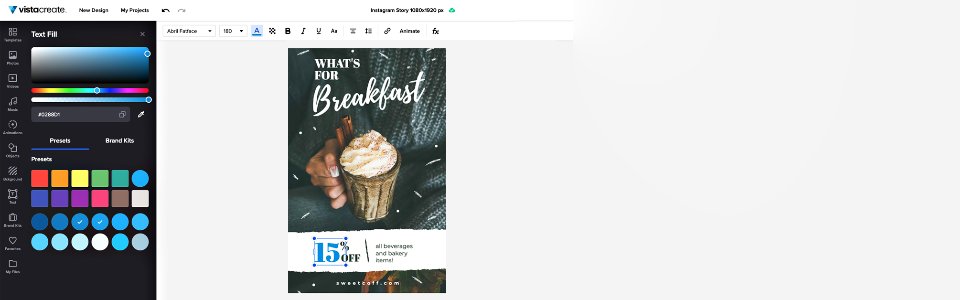 vistacreate.
New Design
My Projects
Instagram Story 1080x1920 px
Templates
Photos
Videos
Music
Animations
Objects
Background
Text
Brand Kits
Favorites
My Files
Text Fill
#0288D1
Presets
Brand Kits
Presets
Abril Fatface
180
A
B
I
U
Aa
Animate
fx
WHAT'S
FOR
Breakfast
15%
OFF
all beverages
and bakery
items!
sweetcoff.com